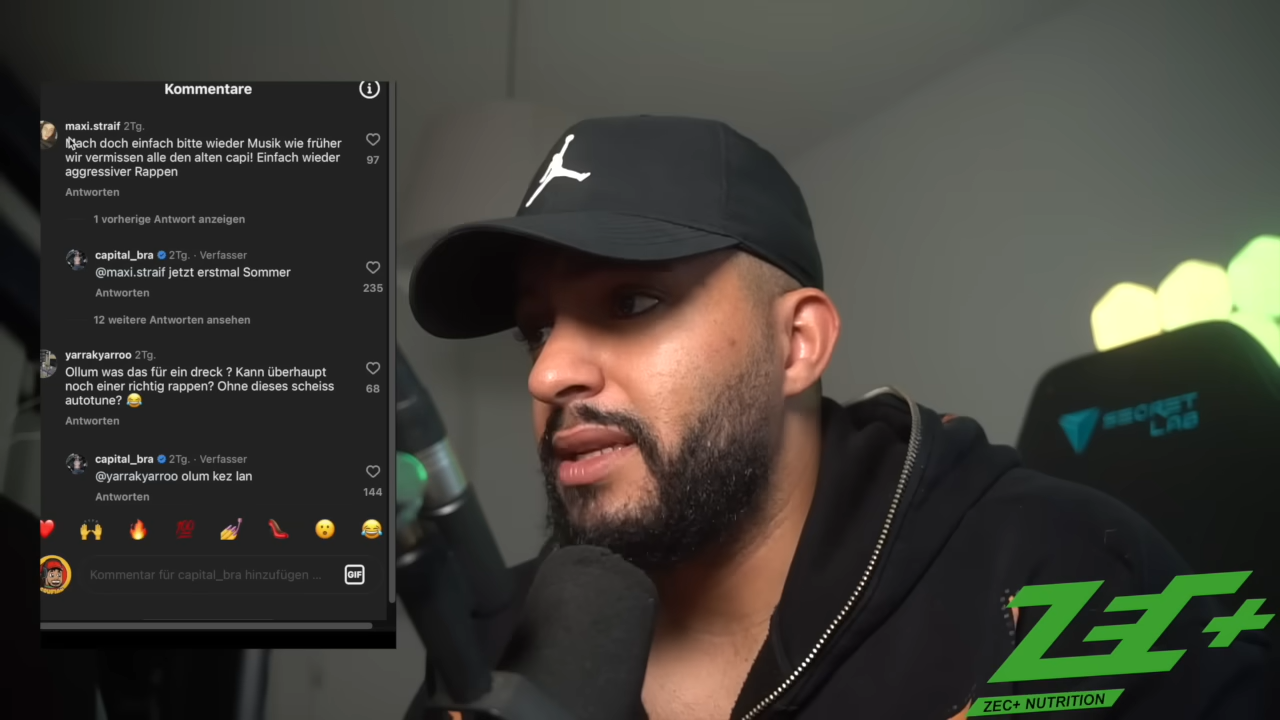 Kommentare
maxi.straif 2Tg.
Mach doch einfach bitte wieder Musik wie früher
wir vermissen alle den alten capi! Einfach wieder
aggressiver Rappen
97
Antworten
1 vorherige Antwort anzeigen
capital_bra 2Tg. · Verfasser
@maxi.straif jetzt erstmal Sommer
235
Antworten
12 weitere Antworten ansehen
yarrakyarroo 2Tg.
Ollum was das für ein dreck ? Kann überhaupt
noch einer richtig rappen? Ohne dieses scheiss
autotune? 😂
68
Antworten
capital_bra 2Tg. · Verfasser
@yarrakyarroo olum kez lan
144
Antworten
Kommentar für capital_bra hinzufügen ...
GIF
SECRET
LAB
ZEC+
ZEC+ NUTRITION